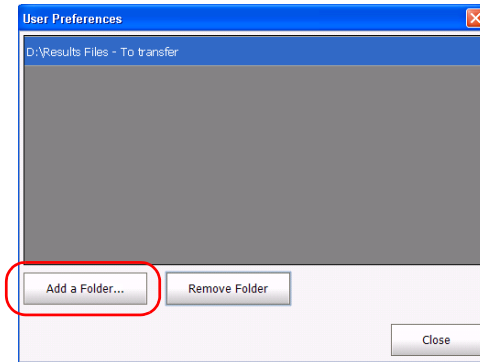 User Preferences
D:\Results Files - To transfer
Add a Folder...
Remove Folder
Close